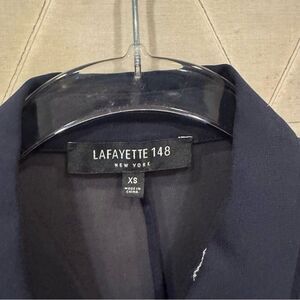 LAFAYETTE 148
NEW YORK
XS
MADE IN
CHINA